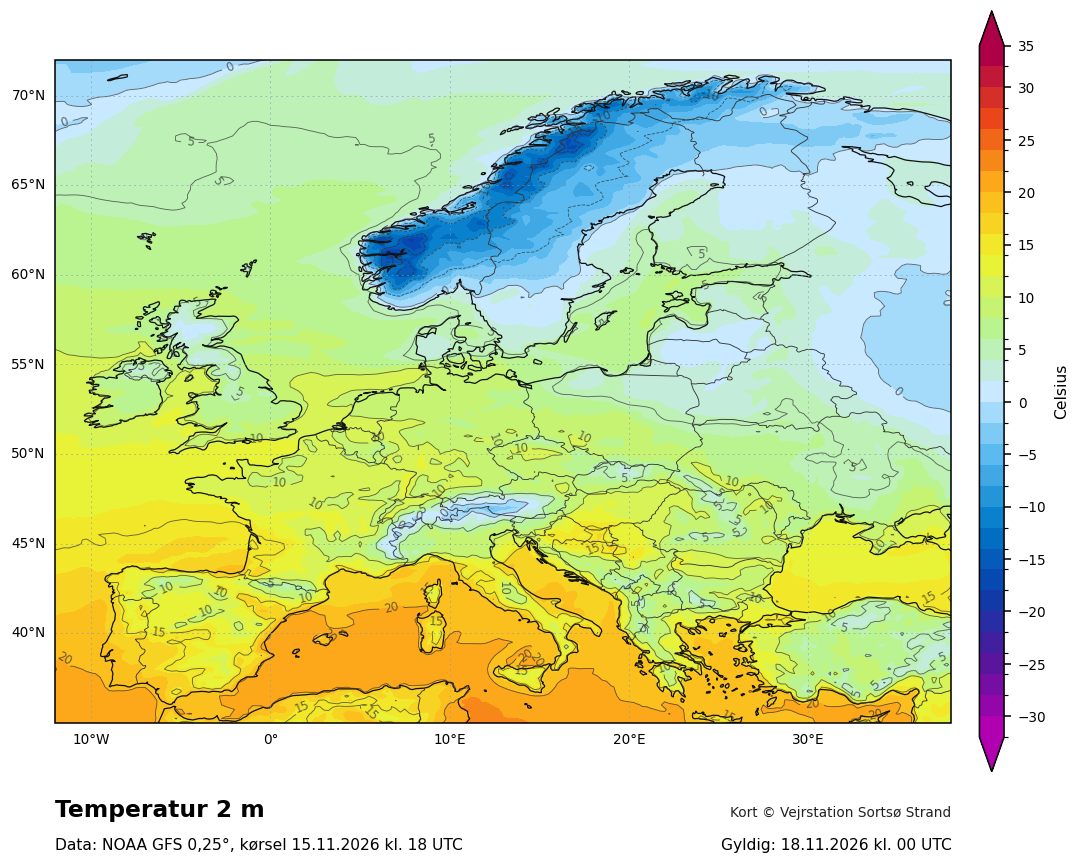 70°N
65°N
60°N
55°N
50°N
45°N
40°N
10°W
0°
10°E
20°E
30°E
35
30
25
20
15
10
5
0
−5
−10
−15
−20
−25
−30
Celsius
Temperatur 2 m
Kort © Vejrstation Sortsø Strand
Data: NOAA GFS 0,25°, kørsel 15.11.2026 kl. 18 UTC
Gyldig: 18.11.2026 kl. 00 UTC